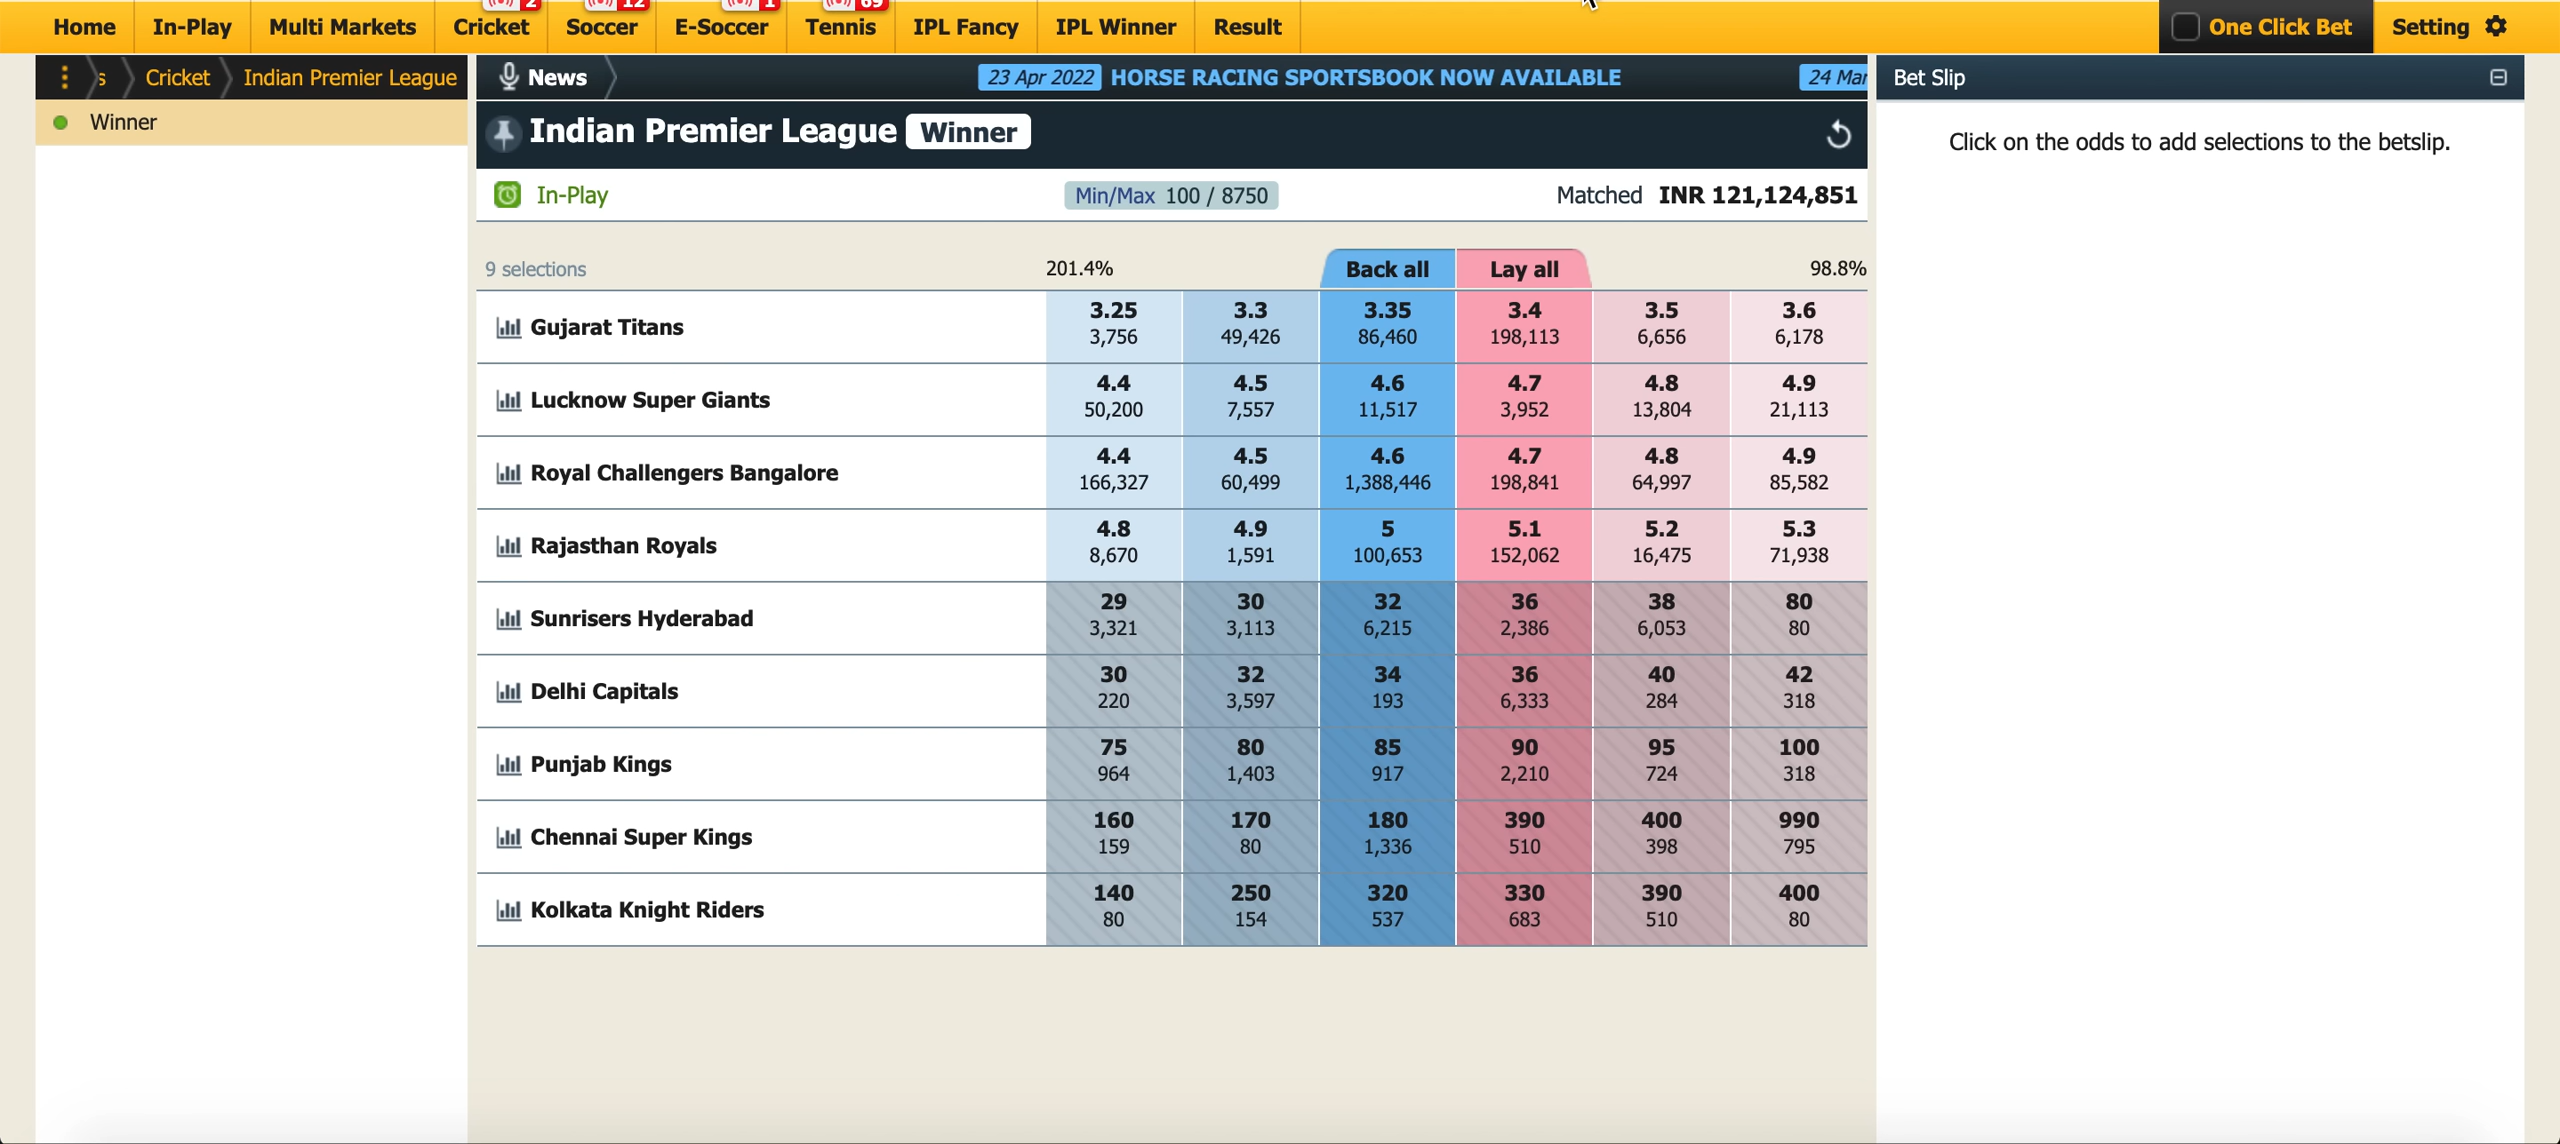 2 12 1 69
Home In-Play Multi Markets Cricket Soccer E-Soccer Tennis IPL Fancy IPL Winner Result One Click Bet Setting
s Cricket Indian Premier League
News 23 Apr 2022 HORSE RACING SPORTSBOOK NOW AVAILABLE 24 Mar
Bet Slip
Winner
Indian Premier League Winner
Click on the odds to add selections to the betslip.
In-Play Min/Max 100 / 8750 Matched INR 121,124,851
9 selections 201.4% Back all Lay all 98.8%
Gujarat Titans
3.25 3.3 3.35 3.4 3.5 3.6
3,756 49,426 86,460 198,113 6,656 6,178
Lucknow Super Giants
4.4 4.5 4.6 4.7 4.8 4.9
50,200 7,557 11,517 3,952 13,804 21,113
Royal Challengers Bangalore
4.4 4.5 4.6 4.7 4.8 4.9
166,327 60,499 1,388,446 198,841 64,997 85,582
Rajasthan Royals
4.8 4.9 5 5.1 5.2 5.3
8,670 1,591 100,653 152,062 16,475 71,938
Sunrisers Hyderabad
29 30 32 36 38 80
3,321 3,113 6,215 2,386 6,053 80
Delhi Capitals
30 32 34 36 40 42
220 3,597 193 6,333 284 318
Punjab Kings
75 80 85 90 95 100
964 1,403 917 2,210 724 318
Chennai Super Kings
160 170 180 390 400 990
159 80 1,336 510 398 795
Kolkata Knight Riders
140 250 320 330 390 400
80 154 537 683 510 80